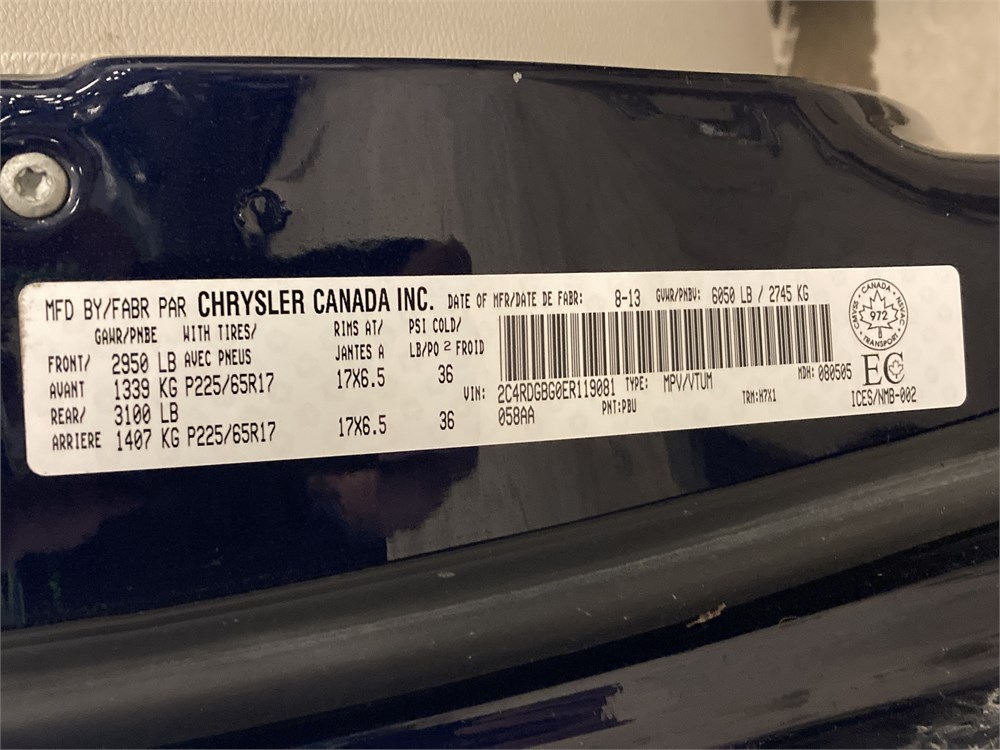 MFD BY/FABR PAR CHRYSLER CANADA INC. DATE OF MFR/DATE DE FABR: 8-13 GVWR/PNBV: 6050 LB / 2745 KG
GAWR/PNBE WITH TIRES/ RIMS AT/ PSI COLD/
FRONT/ 2950 LB AVEC PNEUS JANTES A LB/PO 2 FROID
AVANT 1339 KG P225/65R17 17X6.5 36
REAR/ 3100 LB
ARRIERE 1407 KG P225/65R17 17X6.5 36
VIN: 2C4RDGBG0ER119081 TYPE: MPV/VTUM MDH: 080505
058AA PNT:PBU TRM:H7X1
CANADA
CMVSS NSVAC
972
TRANSPORT
EC
ICES/NMB-002